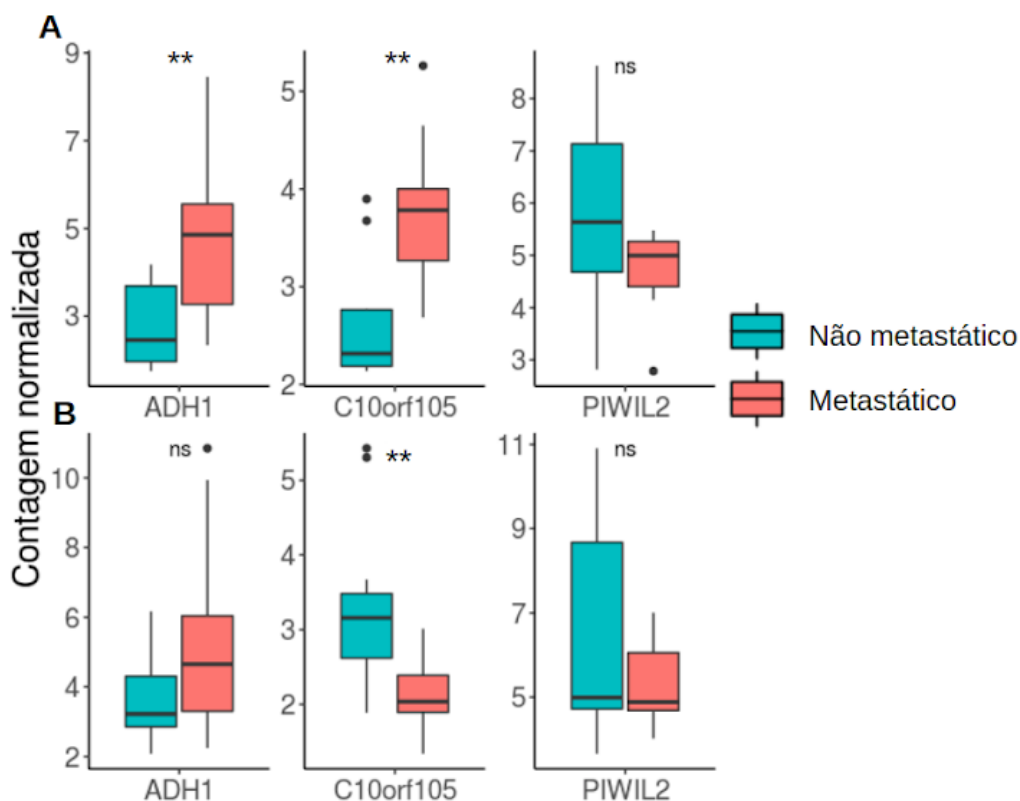 A
Contagem normalizada
9
7
5
3
**
ADH1
5
4
3
2
**
C10orf105
8
7
6
5
4
3
ns
PIWIL2
Não metastático
Metastático
B
10
8
6
4
2
ns
ADH1
5
4
3
2
**
C10orf105
11
9
7
5
ns
PIWIL2